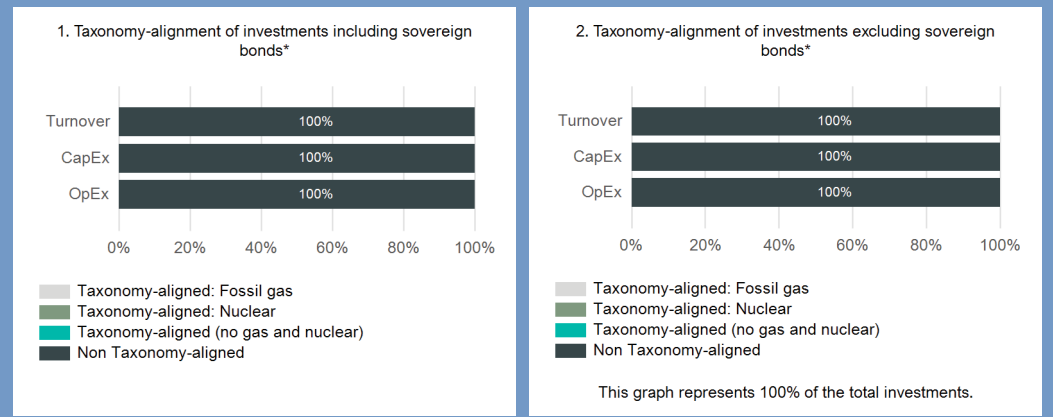 1. Taxonomy-alignment of investments including sovereign
bonds*
Turnover
100%
CapEx
100%
OpEx
100%
0% 20% 40% 60% 80% 100%
Taxonomy-aligned: Fossil gas
Taxonomy-aligned: Nuclear
Taxonomy-aligned (no gas and nuclear)
Non Taxonomy-aligned
2. Taxonomy-alignment of investments excluding sovereign
bonds*
Turnover
100%
CapEx
100%
OpEx
100%
0% 20% 40% 60% 80% 100%
Taxonomy-aligned: Fossil gas
Taxonomy-aligned: Nuclear
Taxonomy-aligned (no gas and nuclear)
Non Taxonomy-aligned
This graph represents 100% of the total investments.